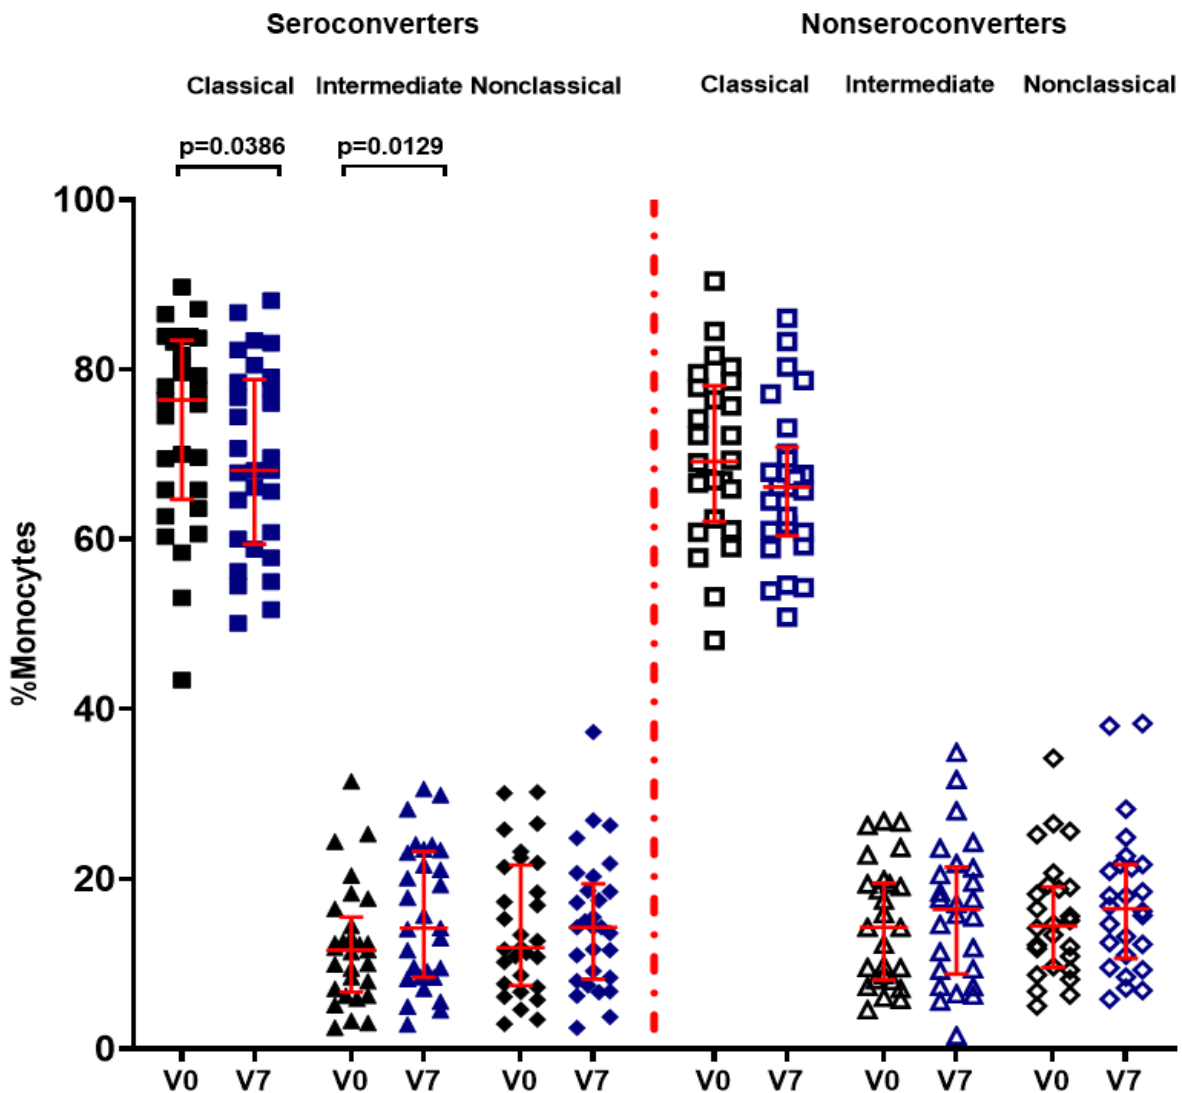 Seroconverters Nonseroconverters
Classical Intermediate Nonclassical Classical Intermediate Nonclassical
p=0.0386 p=0.0129
100
80
60
40
20
0
%Monocytes
V0 V7 V0 V7 V0 V7 V0 V7 V0 V7 V0 V7